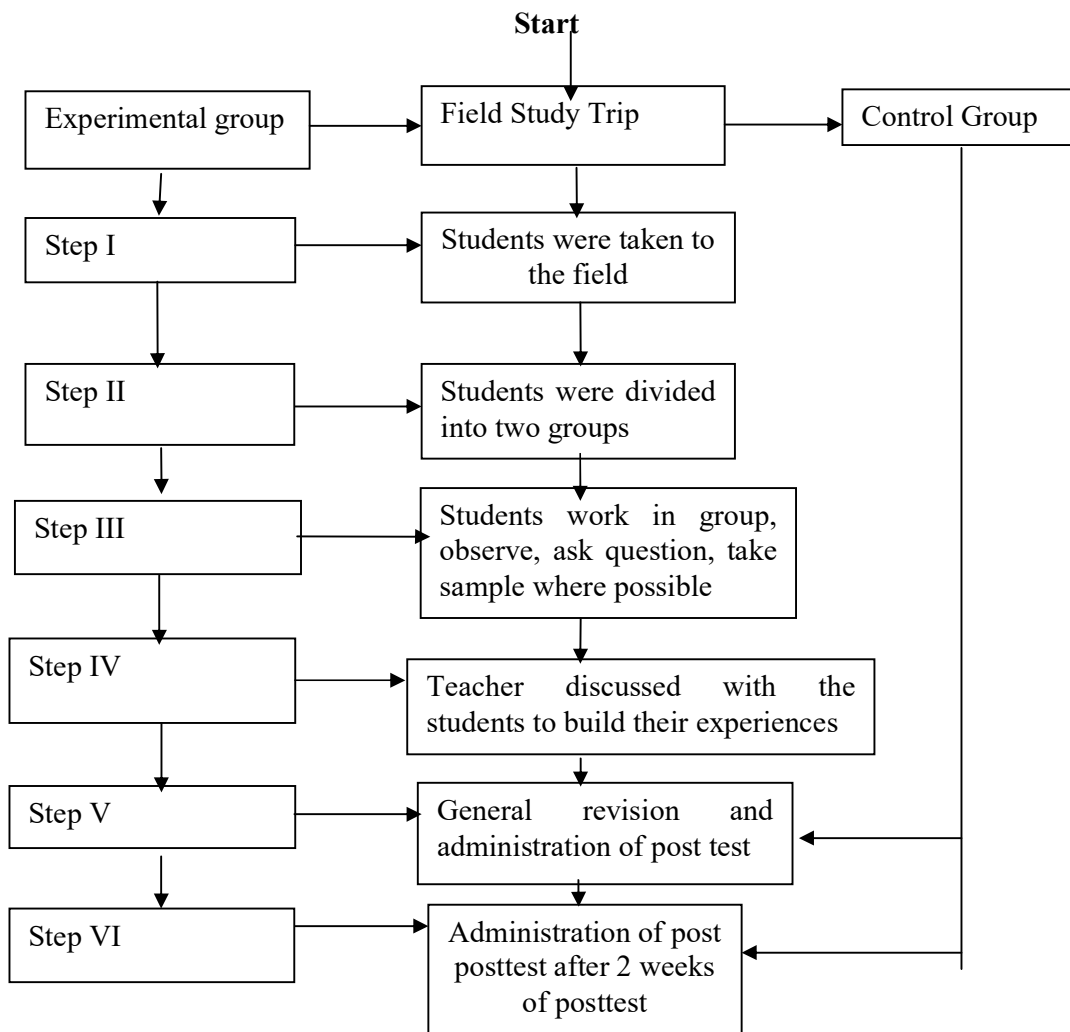 Start
Experimental group
Field Study Trip
Control Group
Step I
Students were taken to
the field
Step II
Students were divided
into two groups
Step III
Students work in group,
observe, ask question, take
sample where possible
Step IV
Teacher discussed with the
students to build their experiences
Step V
General revision and
administration of post test
Step VI
Administration of post
posttest after 2 weeks
of posttest